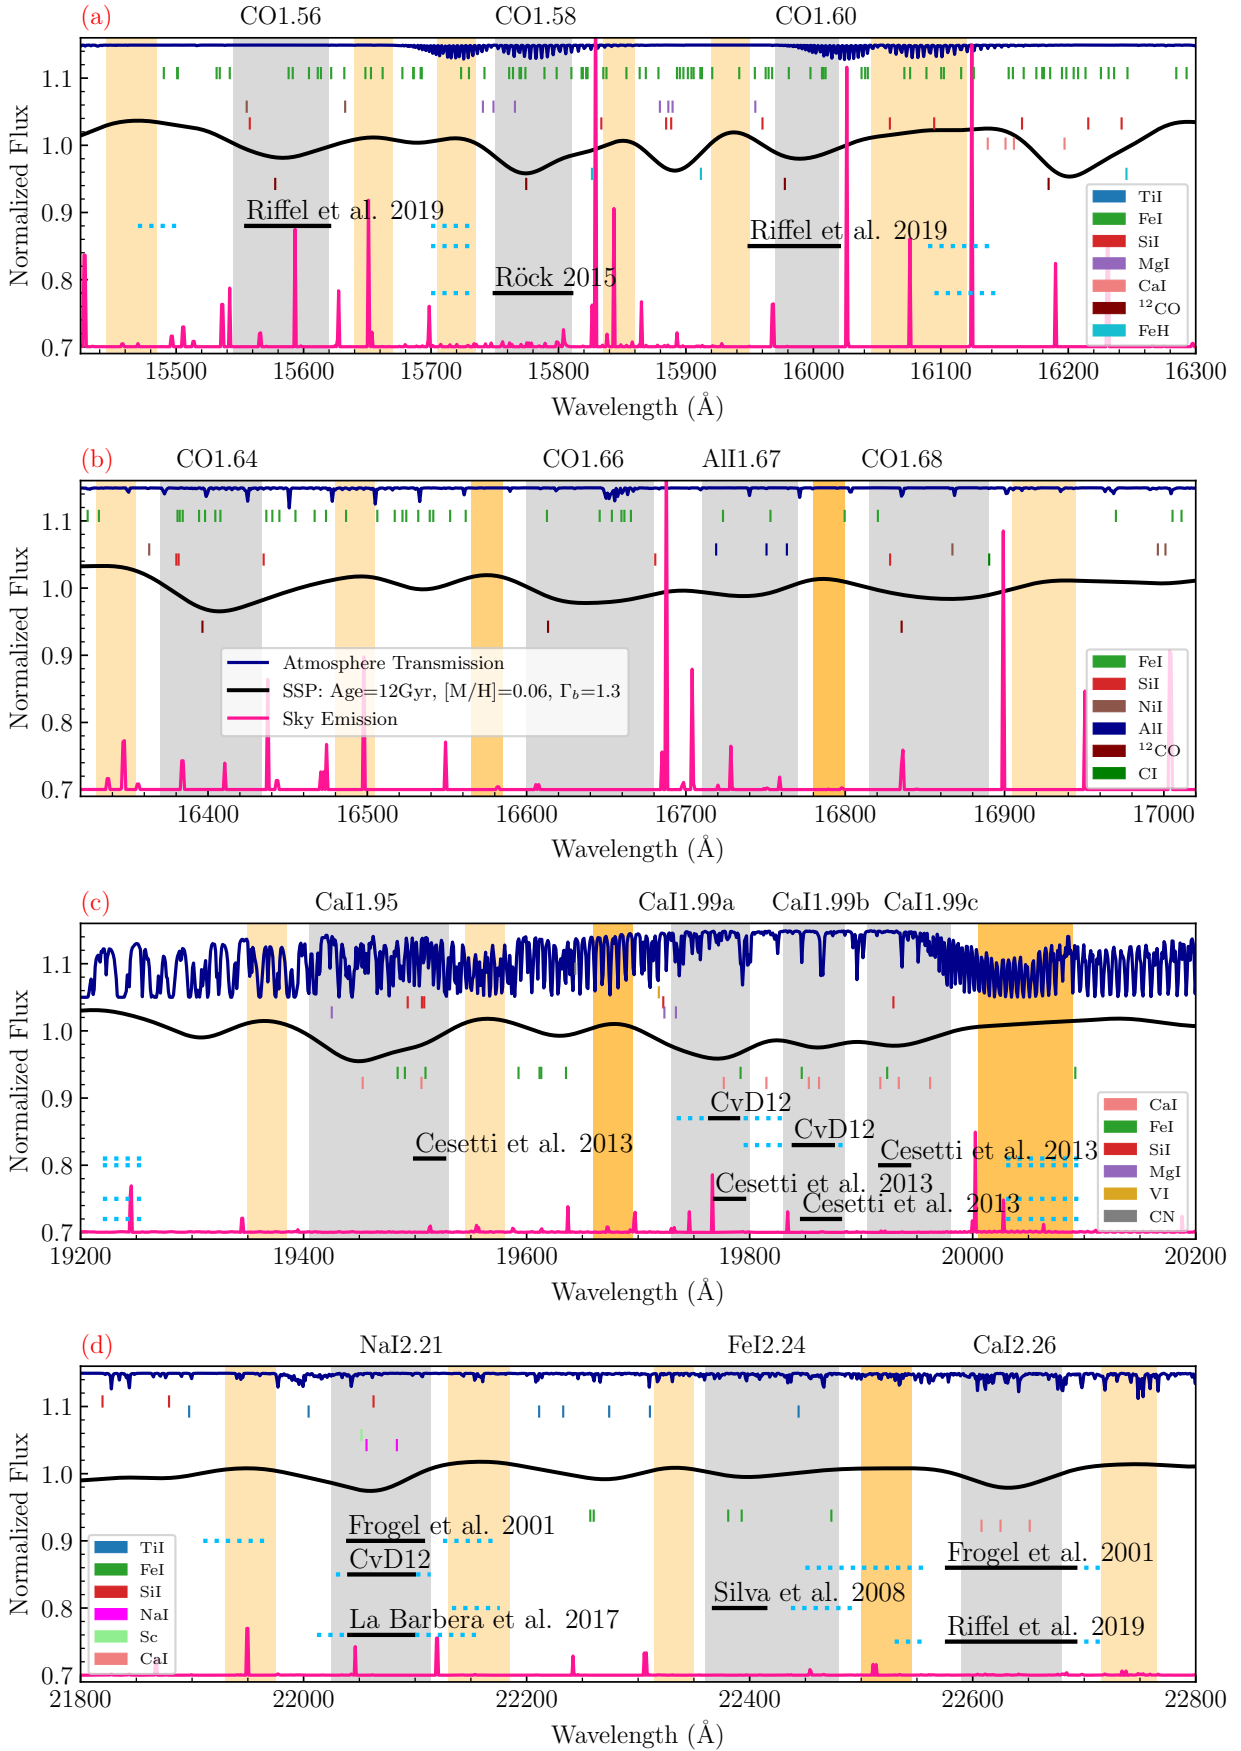 (a) CO1.56 CO1.58 CO1.60
Normalized Flux
1.1
1.0
0.9
0.8
0.7
Riffel et al. 2019
Riffel et al. 2019
Röck 2015
TiI
FeI
SiI
MgI
CaI
¹²CO
FeH
15500 15600 15700 15800 15900 16000 16100 16200 16300
Wavelength (Å)
(b) CO1.64 CO1.66 AlI1.67 CO1.68
Normalized Flux
1.1
1.0
0.9
0.8
0.7
Atmosphere Transmission
SSP: Age=12Gyr, [M/H]=0.06, Γ_b=1.3
Sky Emission
FeI
SiI
NiI
AlI
¹²CO
CI
16400 16500 16600 16700 16800 16900 17000
Wavelength (Å)
(c) CaI1.95 CaI1.99a CaI1.99b CaI1.99c
Normalized Flux
1.1
1.0
0.9
0.8
0.7
CvD12
CvD12
Cesetti et al. 2013
Cesetti et al. 2013
Cesetti et al. 2013
Cesetti et al. 2013
CaI
FeI
SiI
MgI
VI
CN
19200 19400 19600 19800 20000 20200
Wavelength (Å)
(d) NaI2.21 FeI2.24 CaI2.26
Normalized Flux
1.1
1.0
0.9
0.8
0.7
TiI
FeI
SiI
NaI
Sc
CaI
Frogel et al. 2001
CvD12
La Barbera et al. 2017
Silva et al. 2008
Frogel et al. 2001
Riffel et al. 2019
21800 22000 22200 22400 22600 22800
Wavelength (Å)